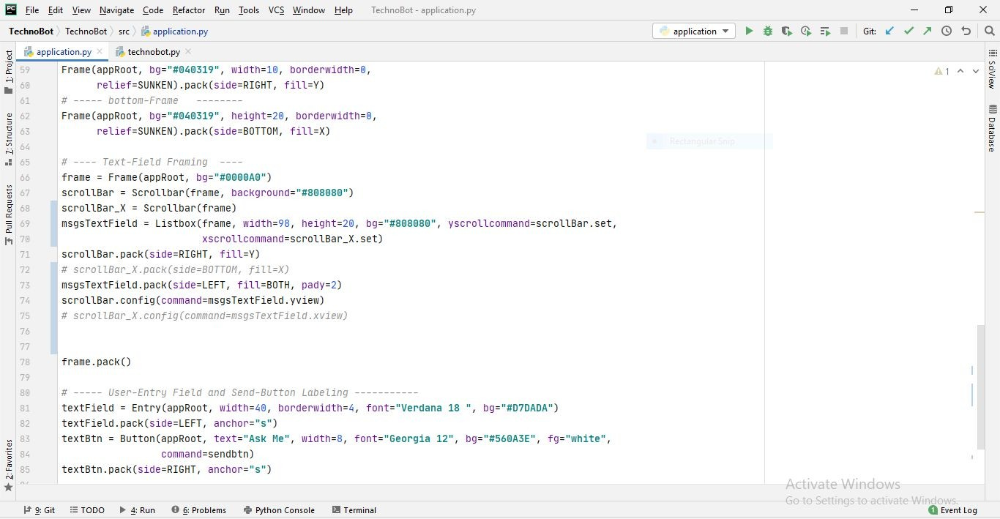 PC File Edit View Navigate Code Refactor Run Tools VCS Window Help TechnoBot - application.py
TechnoBot TechnoBot src application.py application Git:
application.py technobot.py
1: Project
7: Structure
Pull Requests
2: Favorites
59 Frame(appRoot, bg="#040319", width=10, borderwidth=0,
60 relief=SUNKEN).pack(side=RIGHT, fill=Y)
61 # ----- bottom-Frame --------
62 Frame(appRoot, bg="#040319", height=20, borderwidth=0,
63 relief=SUNKEN).pack(side=BOTTOM, fill=X)
64
65 # ---- Text-Field Framing ----
66 frame = Frame(appRoot, bg="#0000A0")
67 scrollBar = Scrollbar(frame, background="#808080")
68 scrollBar_X = Scrollbar(frame)
69 msgsTextField = Listbox(frame, width=98, height=20, bg="#808080", yscrollcommand=scrollBar.set,
70 xscrollcommand=scrollBar_X.set)
71 scrollBar.pack(side=RIGHT, fill=Y)
72 # scrollBar_X.pack(side=BOTTOM, fill=X)
73 msgsTextField.pack(side=LEFT, fill=BOTH, pady=2)
74 scrollBar.config(command=msgsTextField.yview)
75 # scrollBar_X.config(command=msgsTextField.xview)
76
77
78 frame.pack()
79
80 # ----- User-Entry Field and Send-Button Labeling -----------
81 textField = Entry(appRoot, width=40, borderwidth=4, font="Verdana 18 ", bg="#D7DADA")
82 textField.pack(side=LEFT, anchor="s")
83 textBtn = Button(appRoot, text="Ask Me", width=8, font="Georgia 12", bg="#560A3E", fg="white",
84 command=sendbtn)
85 textBtn.pack(side=RIGHT, anchor="s")
1
Rectangular Snip
SciView
Database
Activate Windows
Go to Settings to activate Windows.
9: Git TODO 4: Run 6: Problems Python Console Terminal 1 Event Log